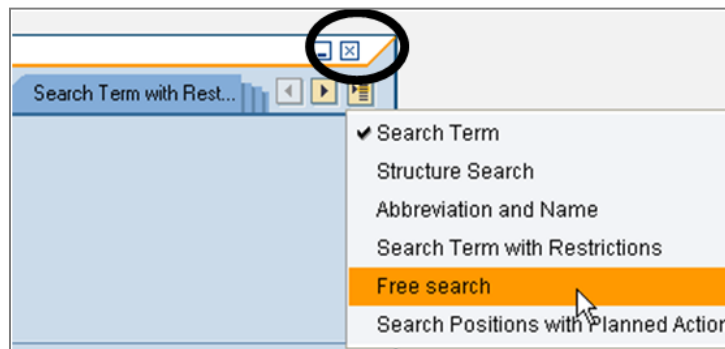 Search Term with Rest...
Search Term
Structure Search
Abbreviation and Name
Search Term with Restrictions
Free search
Search Positions with Planned Action